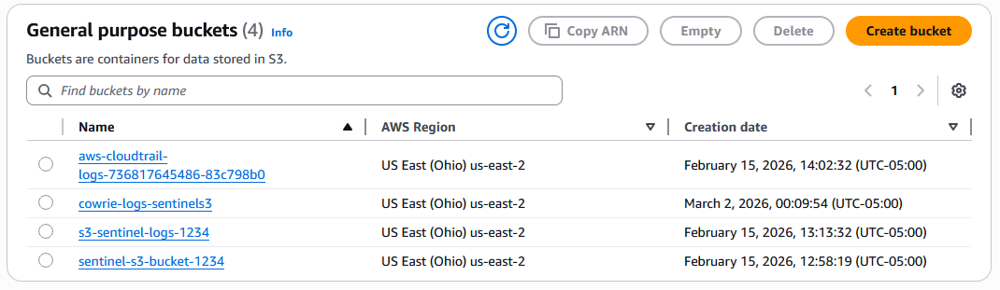 General purpose buckets (4) Info
Copy ARN
Empty
Delete
Create bucket
Buckets are containers for data stored in S3.
Find buckets by name
1
Name AWS Region Creation date
aws-cloudtrail-
logs-736817645486-83c798b0 US East (Ohio) us-east-2 February 15, 2026, 14:02:32 (UTC-05:00)
cowrie-logs-sentinels3 US East (Ohio) us-east-2 March 2, 2026, 00:09:54 (UTC-05:00)
s3-sentinel-logs-1234 US East (Ohio) us-east-2 February 15, 2026, 13:13:32 (UTC-05:00)
sentinel-s3-bucket-1234 US East (Ohio) us-east-2 February 15, 2026, 12:58:19 (UTC-05:00)